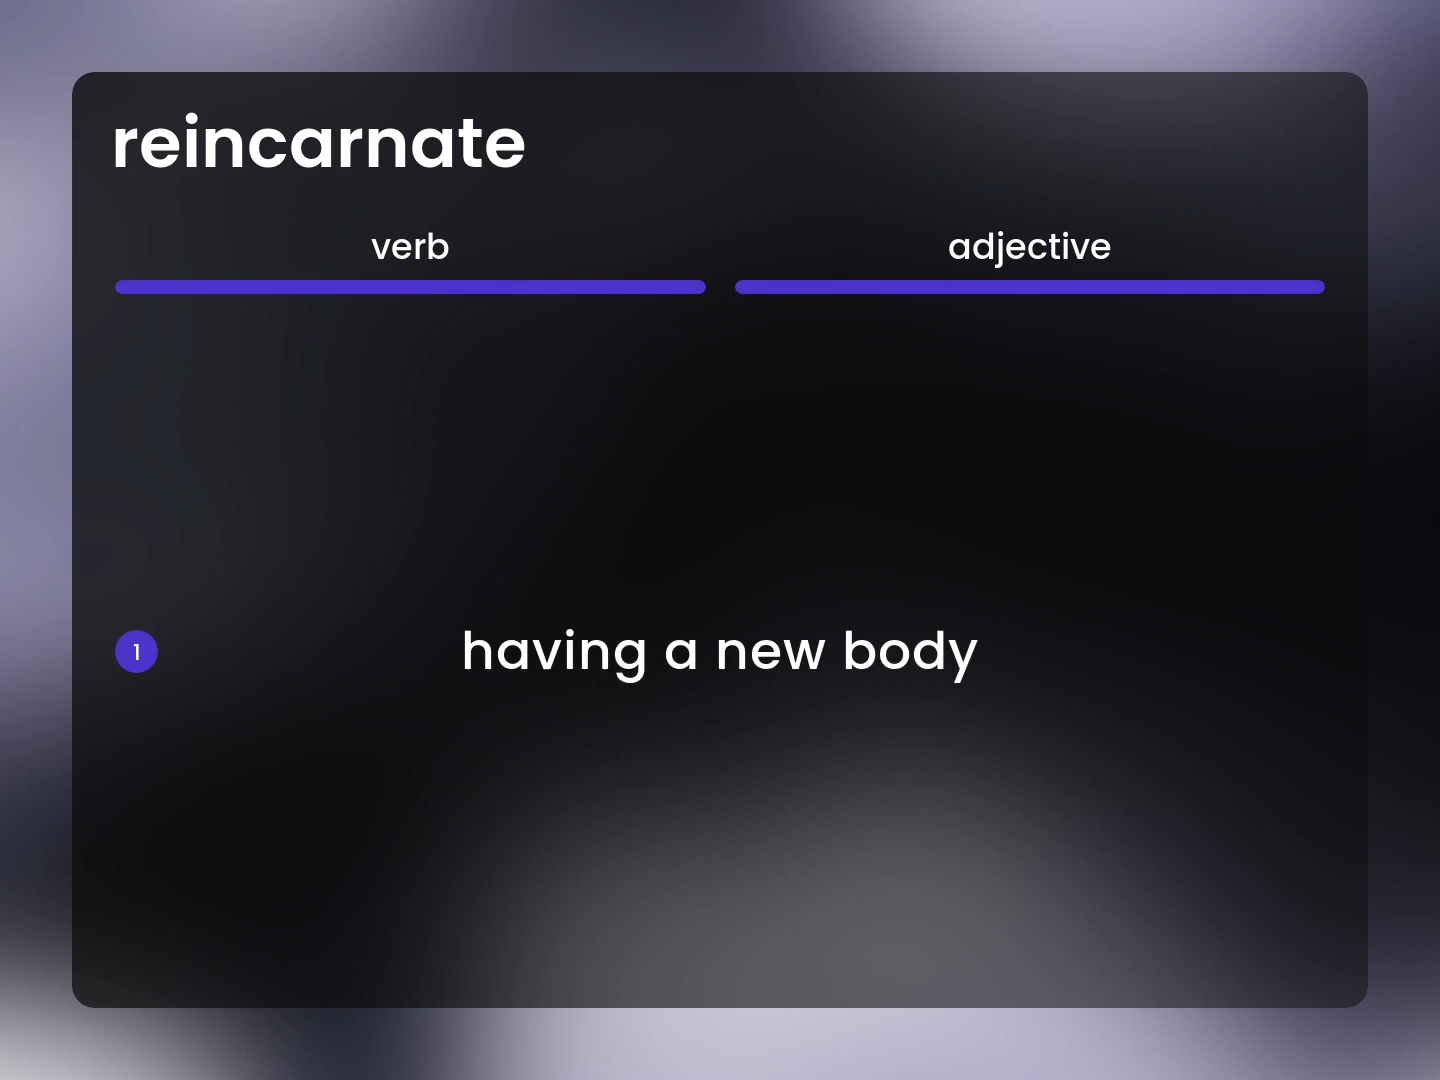 reincarnate
verb
adjective
1
having a new body